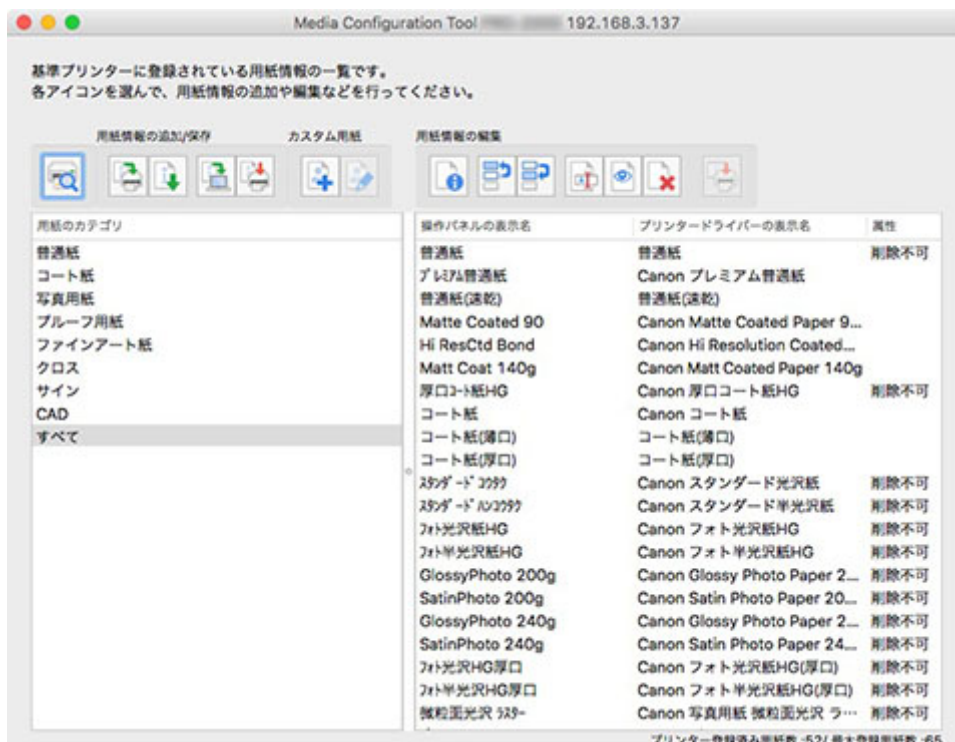 Media Configuration Tool 192.168.3.137
基準プリンターに登録されている用紙情報の一覧です。
各アイコンを選んで、用紙情報の追加や編集などを行ってください。
用紙情報の追加/保存 カスタム用紙 用紙情報の編集
用紙のカテゴリ
普通紙
コート紙
写真用紙
プルーフ用紙
ファインアート紙
クロス
サイン
CAD
すべて
操作パネルの表示名 プリンタードライバーの表示名 属性
普通紙 普通紙 削除不可
プレミアム普通紙 Canon プレミアム普通紙
普通紙(速乾) 普通紙(速乾)
Matte Coated 90 Canon Matte Coated Paper 9...
Hi ResCtd Bond Canon Hi Resolution Coated...
Matt Coat 140g Canon Matt Coated Paper 140g
厚口コート紙HG Canon 厚口コート紙HG 削除不可
コート紙 Canon コート紙
コート紙(薄口) コート紙(薄口)
コート紙(厚口) コート紙(厚口)
スタンダード コウタク Canon スタンダード光沢紙 削除不可
スタンダード ハンコウタク Canon スタンダード半光沢紙 削除不可
フォト光沢紙HG Canon フォト光沢紙HG 削除不可
フォト半光沢紙HG Canon フォト半光沢紙HG 削除不可
GlossyPhoto 200g Canon Glossy Photo Paper 2... 削除不可
SatinPhoto 200g Canon Satin Photo Paper 20... 削除不可
GlossyPhoto 240g Canon Glossy Photo Paper 2... 削除不可
SatinPhoto 240g Canon Satin Photo Paper 24... 削除不可
フォト光沢HG厚口 Canon フォト光沢紙HG(厚口) 削除不可
フォト半光沢HG厚口 Canon フォト半光沢紙HG(厚口) 削除不可
微粒面光沢 ラスター Canon 写真用紙 微粒面光沢 ラ… 削除不可
プリンター登録済み用紙数 :52/ 最大登録用紙数 :65